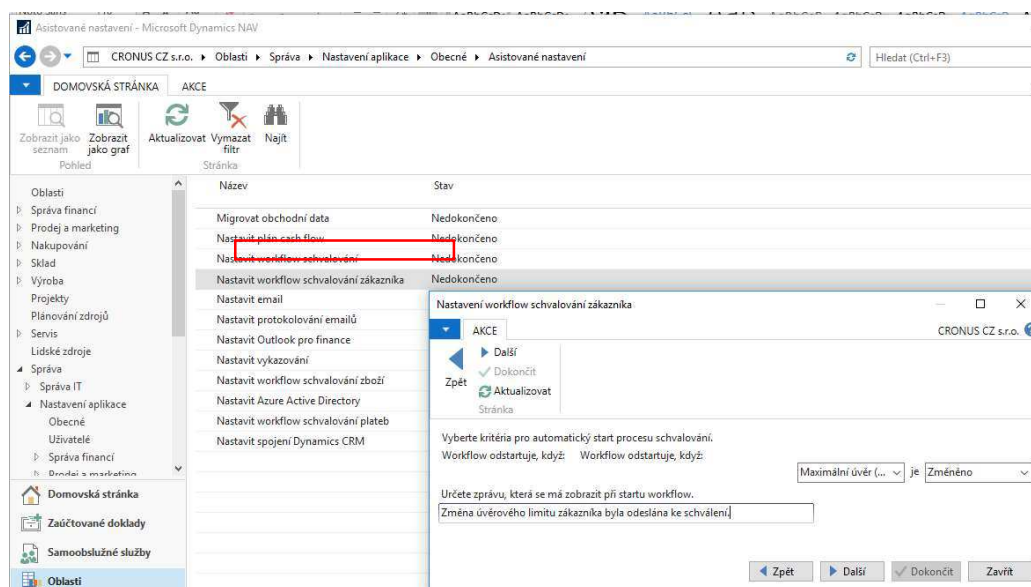 Asistované nastavení - Microsoft Dynamics NAV
CRONUS CZ s.r.o. ▸ Oblasti ▸ Správa ▸ Nastavení aplikace ▸ Obecné ▸ Asistované nastavení
Hledat (Ctrl+F3)
DOMOVSKÁ STRÁNKA AKCE
Zobrazit jako seznam
Zobrazit jako graf
Aktualizovat
Vymazat filtr
Najít
Pohled
Stránka
Oblasti
Správa financí
Prodej a marketing
Nakupování
Sklad
Výroba
Projekty
Plánování zdrojů
Servis
Lidské zdroje
Správa
Správa IT
Nastavení aplikace
Obecné
Uživatelé
Správa financí
Prodej a marketing
Domovská stránka
Zaúčtované doklady
Samoobslužné služby
Oblasti
Název Stav
Migrovat obchodní data Nedokončeno
Nastavit plán cash flow Nedokončeno
Nastavit workflow schvalování Nedokončeno
Nastavit workflow schvalování zákazníka Nedokončeno
Nastavit email
Nastavit protokolování emailů
Nastavit Outlook pro finance
Nastavit vykazování
Nastavit workflow schvalování zboží
Nastavit Azure Active Directory
Nastavit workflow schvalování plateb
Nastavit spojení Dynamics CRM
Nastavení workflow schvalování zákazníka
AKCE
CRONUS CZ s.r.o.
Zpět
Další
Dokončit
Aktualizovat
Stránka
Vyberte kritéria pro automatický start procesu schvalování.
Workflow odstartuje, když: Workflow odstartuje, když:
Maximální úvěr (... je Změněno
Určete zprávu, která se má zobrazit při startu workflow.
Změna úvěrového limitu zákazníka byla odeslána ke schválení.
Zpět Další Dokončit Zavřít